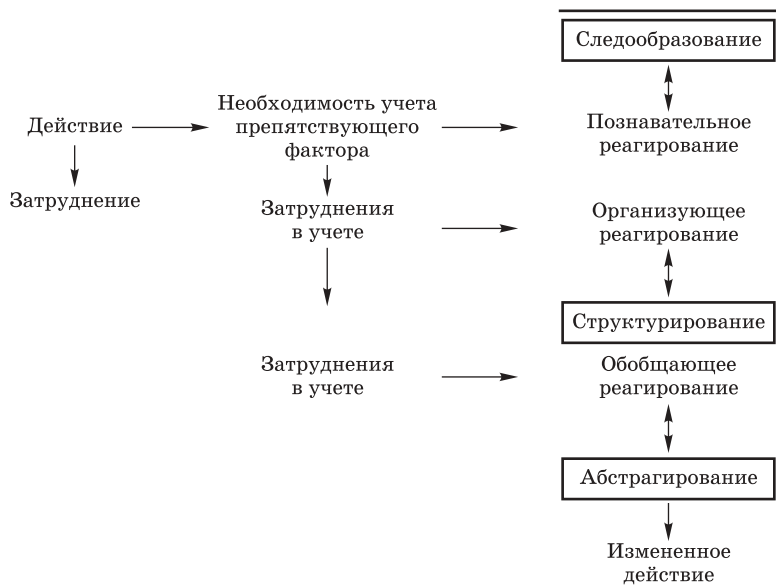 Следообразование
Действие
Необходимость учета
препятствующего
фактора
Познавательное
реагирование
Затруднение
Затруднения
в учете
Организующее
реагирование
Структурирование
Затруднения
в учете
Обобщающее
реагирование
Абстрагирование
Измененное
действие